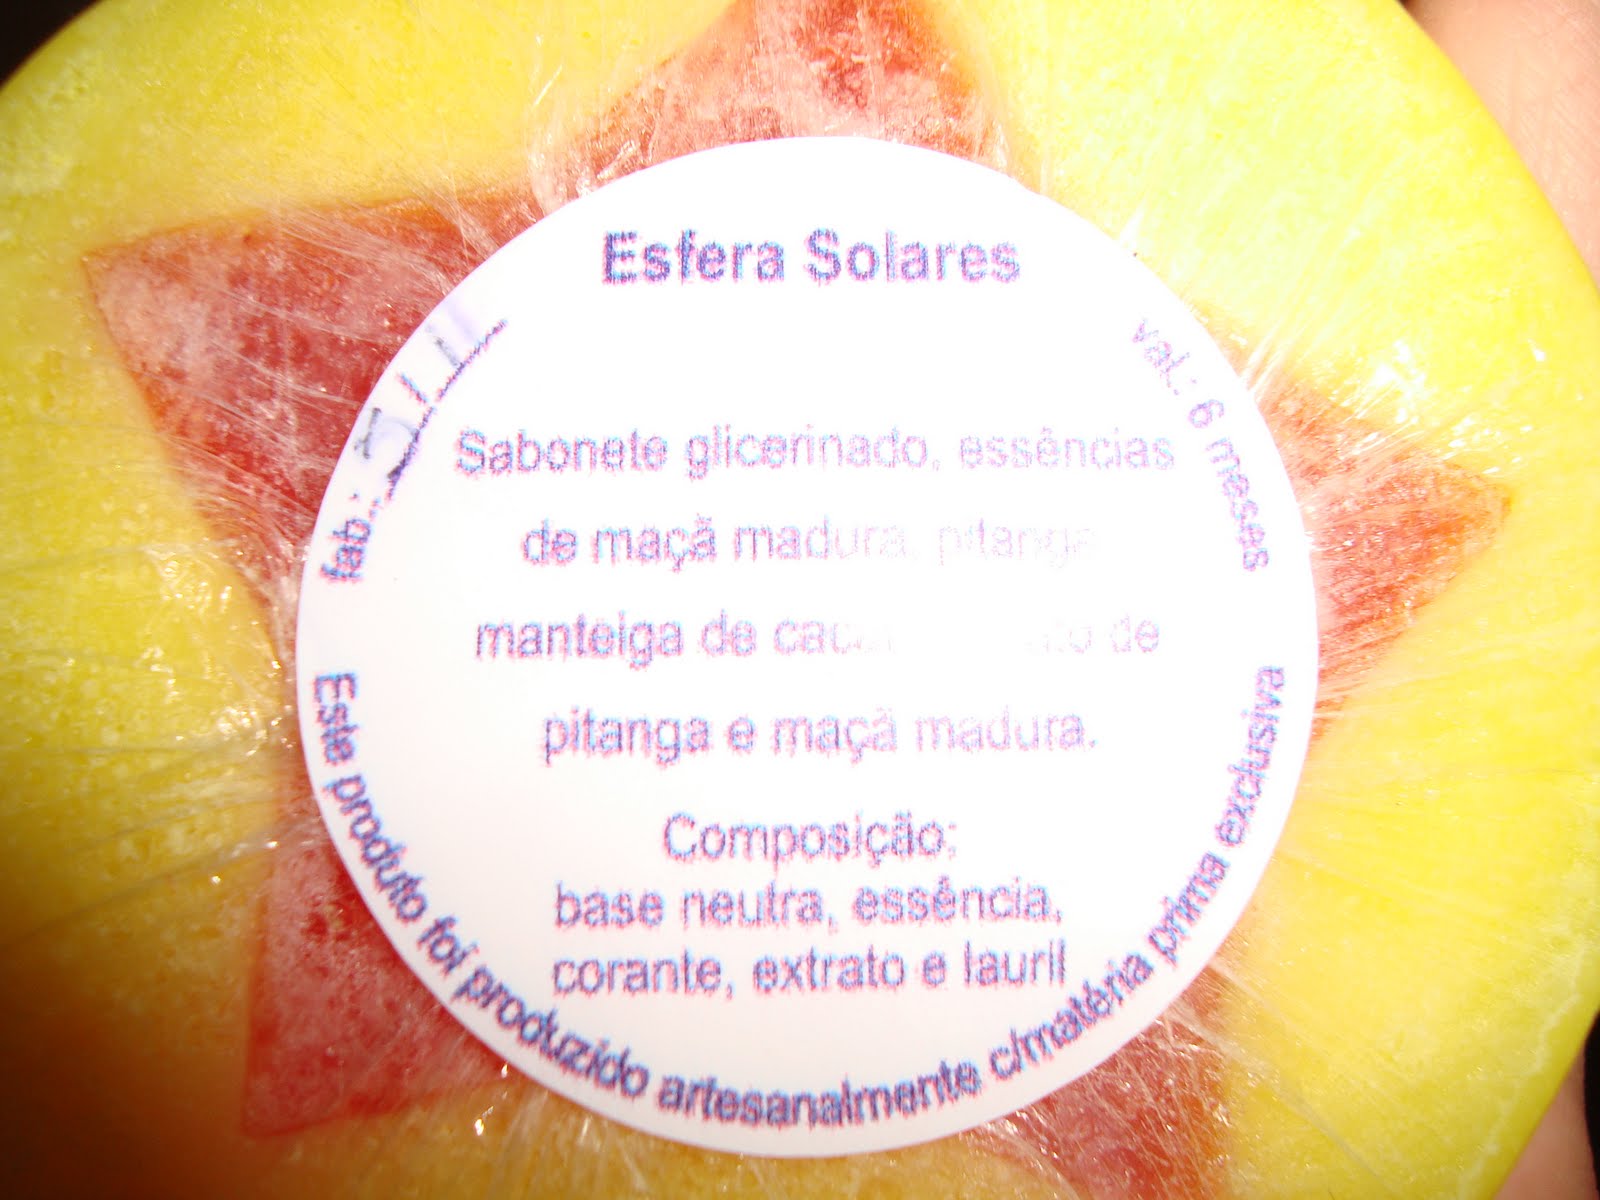 Esfera Solares
fab.:
val.: 6 meses
Sabonete glicerinado, essências
de maçã madura, pitanga
manteiga de de
pitanga e maçã madura.
Composição:
base neutra, essência,
corante, extrato e lauril
Este produto foi produzido artesanalmente c/matéria prima exclusiva